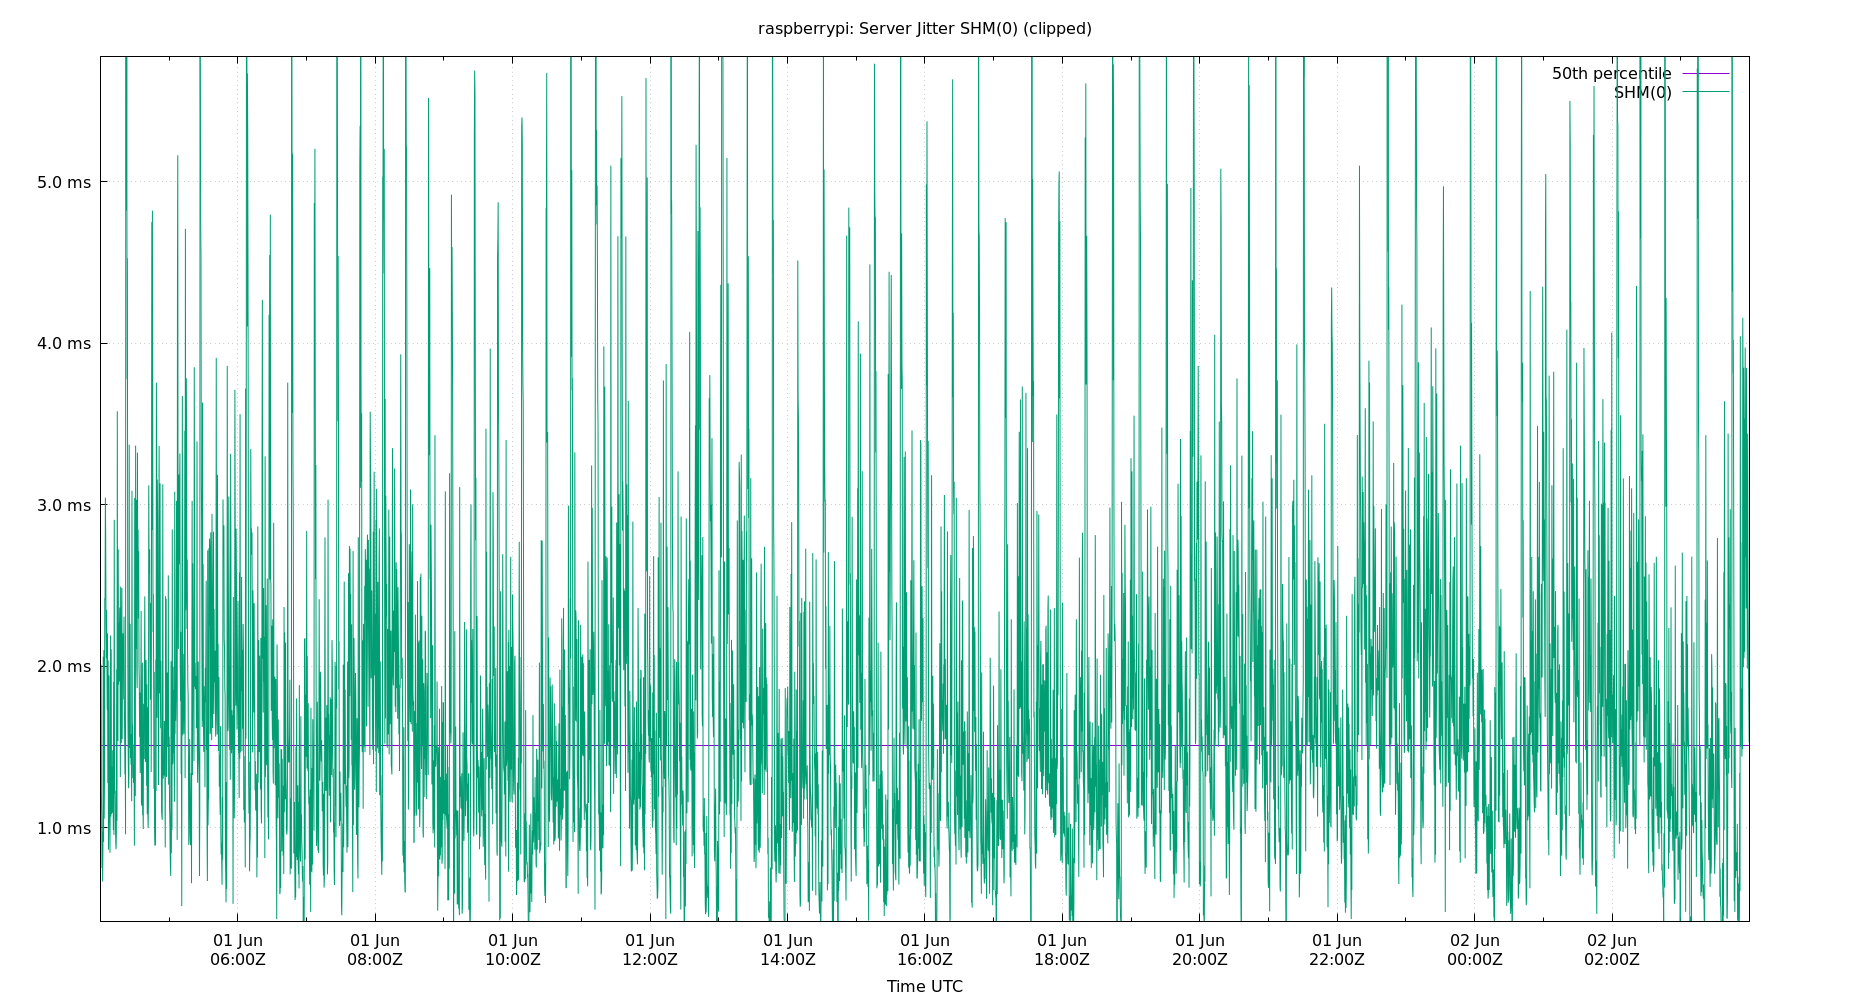 raspberrypi: Server Jitter SHM(0) (clipped)
50th percentile
SHM(0)
5.0 ms
4.0 ms
3.0 ms
2.0 ms
1.0 ms
01 Jun 01 Jun 01 Jun 01 Jun 01 Jun 01 Jun 01 Jun 01 Jun 01 Jun 02 Jun 02 Jun
06:00Z 08:00Z 10:00Z 12:00Z 14:00Z 16:00Z 18:00Z 20:00Z 22:00Z 00:00Z 02:00Z
Time UTC